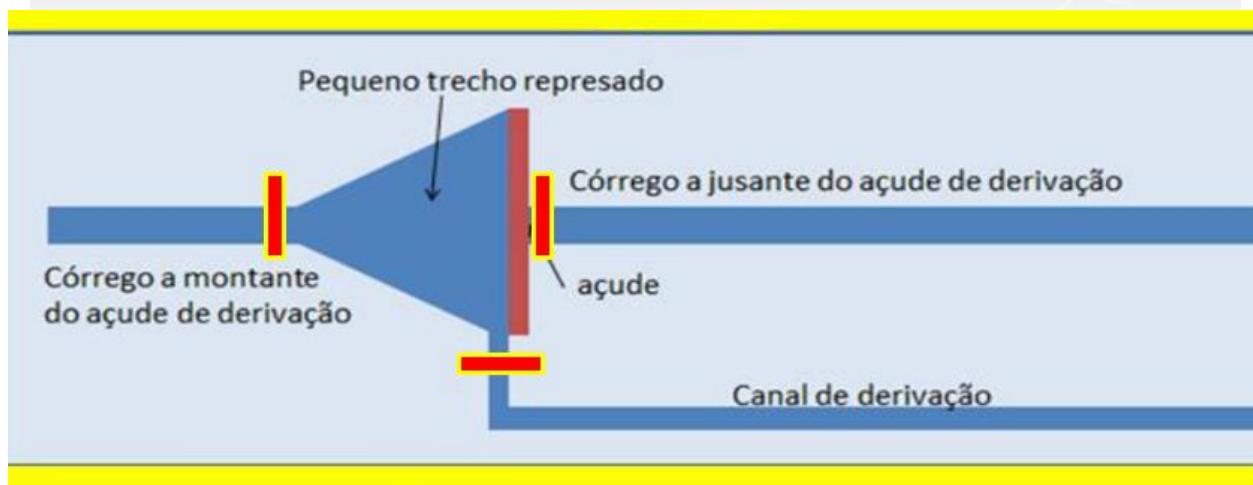 Pequeno trecho represado
Córrego a jusante do açude de derivação
Córrego a montante
do açude de derivação
açude
Canal de derivação